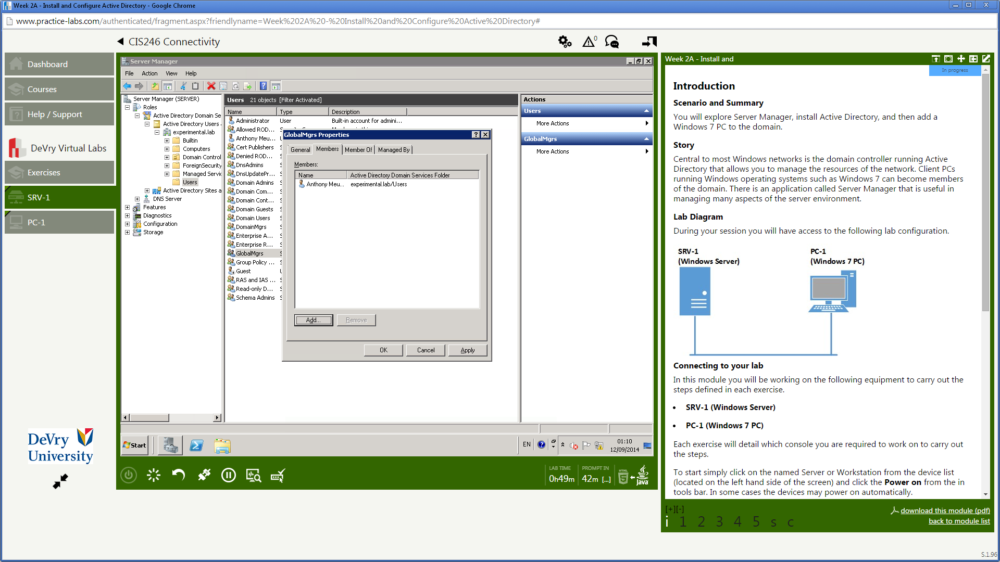 Week 2A - Install and Configure Active Directory - Google Chrome
www.practice-labs.com/authenticated/fragment.aspx?friendlyname=Week%202A%20-%20Install%20and%20Configure%20Active%20Directory#
CIS246 Connectivity
0
Dashboard
Courses
Help / Support
DeVry Virtual Labs
Exercises
SRV-1
PC-1
DeVry
University
Server Manager
File Action View Help
Server Manager (SERVER)
Roles
Active Directory Domain Se
Active Directory Users
experimental.lab
Builtin
Computers
Domain Control
ForeignSecurity
Managed Servic
Users
Active Directory Sites a
DNS Server
Features
Diagnostics
Configuration
Storage
Users 21 objects [Filter Activated]
Name Type Description
Administrator User Built-in account for admini...
Allowed ROD...
Anthony Meu...
Cert Publishers
Denied ROD...
DnsAdmins
DnsUpdatePr...
Domain Admins
Domain Com...
Domain Cont...
Domain Guests
Domain Users
DomainMgrs
Enterprise A...
Enterprise R...
GlobalMgrs
Group Policy ...
Guest
RAS and IAS ...
Read-only D...
Schema Admins
GlobalMgrs Properties
General Members Member Of Managed By
Members:
Name Active Directory Domain Services Folder
Anthony Meu... experimental.lab/Users
Add... Remove
OK Cancel Apply
Actions
Users
More Actions
GlobalMgrs
More Actions
Start
EN
01:10
12/09/2014
LAB TIME
0h49m
PROMPT IN
42m [...]
HTML
5
Java
Week 2A - Install and
In progress
Introduction
Scenario and Summary
You will explore Server Manager, install Active Directory, and then add a
Windows 7 PC to the domain.
Story
Central to most Windows networks is the domain controller running Active
Directory that allows you to manage the resources of the network. Client PCs
running Windows operating systems such as Windows 7 can become members
of the domain. There is an application called Server Manager that is useful in
managing many aspects of the server environment.
Lab Diagram
During your session you will have access to the following lab configuration.
SRV-1
(Windows Server)
PC-1
(Windows 7 PC)
Connecting to your lab
In this module you will be working on the following equipment to carry out the
steps defined in each exercise.
• SRV-1 (Windows Server)
• PC-1 (Windows 7 PC)
Each exercise will detail which console you are required to work on to carry out
the steps.
To start simply click on the named Server or Workstation from the device list
(located on the left hand side of the screen) and click the Power on from the in
tools bar. In some cases the devices may power on automatically.
[+][-]
i 1 2 3 4 5 s c
download this module (pdf)
back to module list
S.1.96